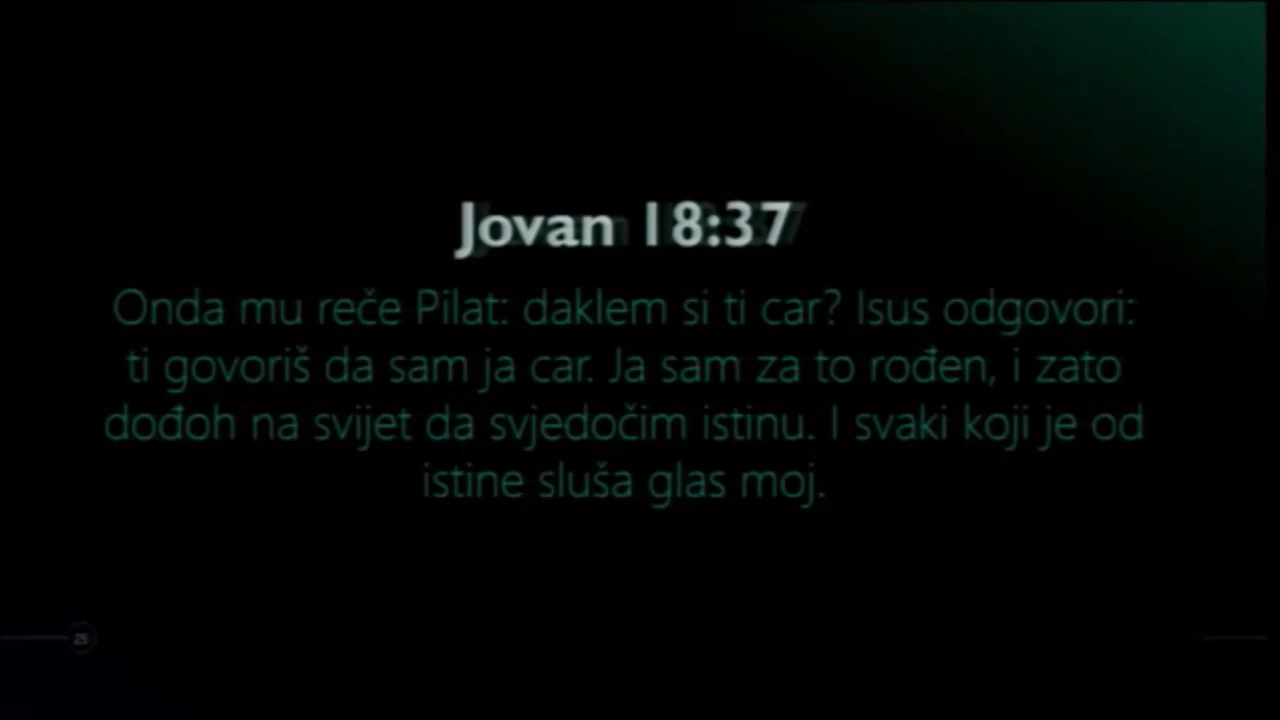 Jovan 18:37
Onda mu reče Pilat: daklem si ti car? Isus odgovori:
ti govoriš da sam ja car. Ja sam za to rođen, i zato
dođoh na svijet da svjedočim istinu. I svaki koji je od
istine sluša glas moj.
25